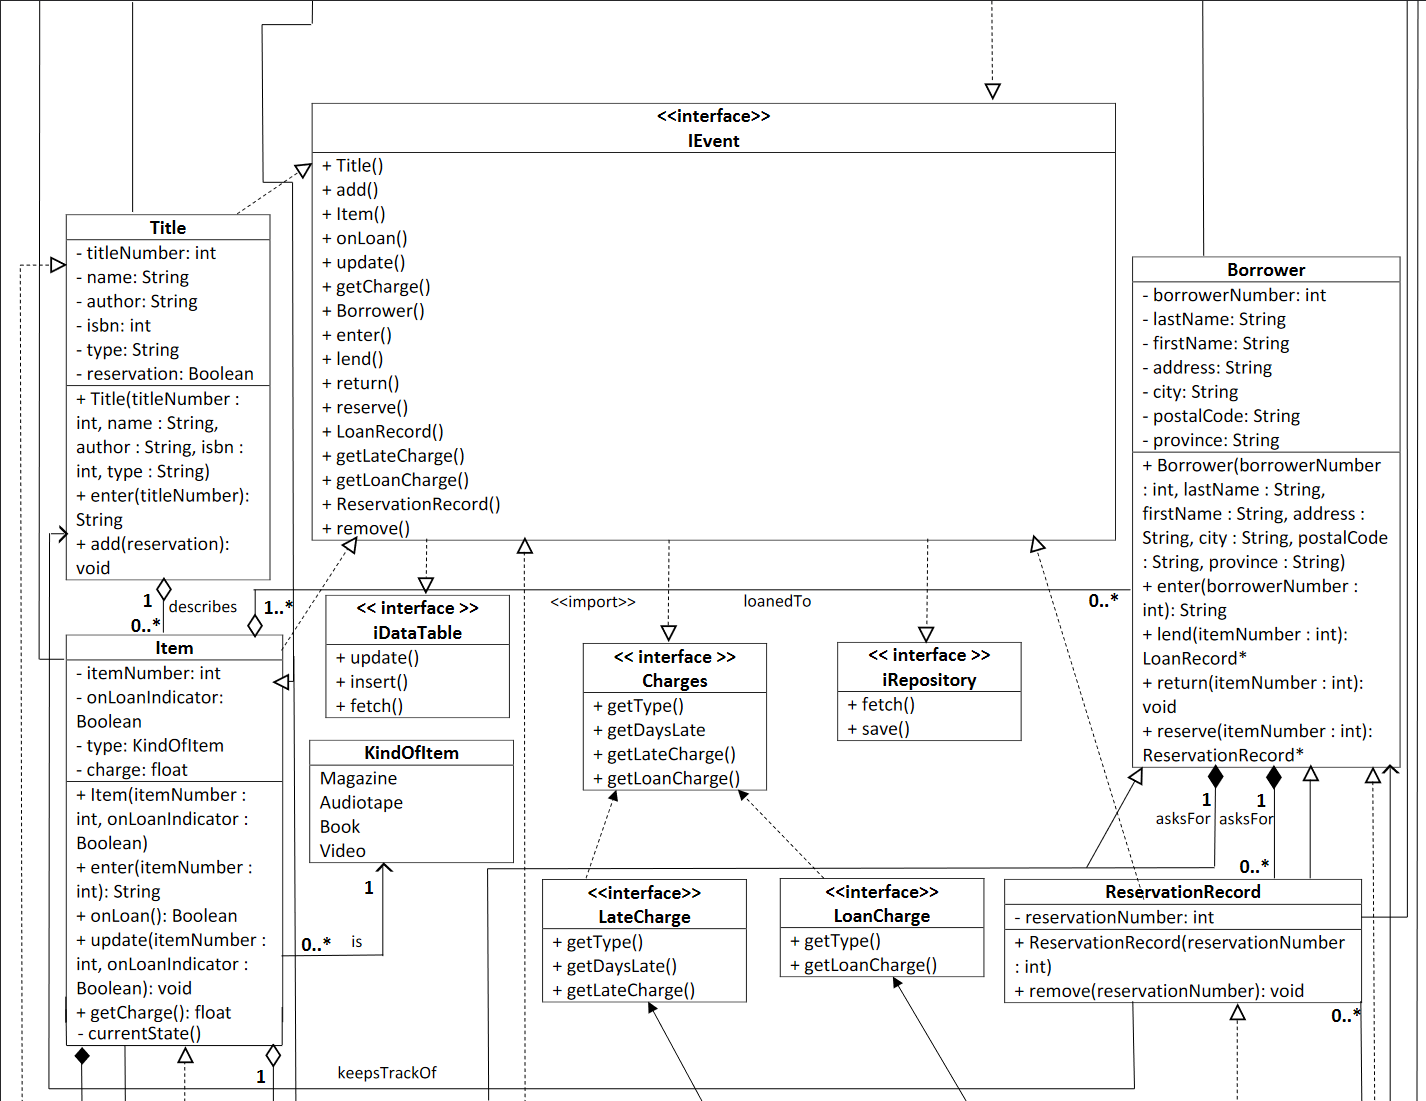 <<interface>>
IEvent
+ Title()
+ add()
+ Item()
+ onLoan()
+ update()
+ getCharge()
+ Borrower()
+ enter()
+ lend()
+ return()
+ reserve()
+ LoanRecord()
+ getLateCharge()
+ getLoanCharge()
+ ReservationRecord()
+ remove()
Title
- titleNumber: int
- name: String
- author: String
- isbn: int
- type: String
- reservation: Boolean
+ Title(titleNumber :
int, name : String,
author : String, isbn :
int, type : String)
+ enter(titleNumber):
String
+ add(reservation):
void
Borrower
- borrowerNumber: int
- lastName: String
- firstName: String
- address: String
- city: String
- postalCode: String
- province: String
+ Borrower(borrowerNumber
: int, lastName : String,
firstName : String, address :
String, city : String, postalCode
: String, province : String)
+ enter(borrowerNumber :
int): String
+ lend(itemNumber : int):
LoanRecord*
+ return(itemNumber : int):
void
+ reserve(itemNumber : int):
ReservationRecord*
1
describes
0..*
1..*
<<import>>
loanedTo
0..*
Item
- itemNumber: int
- onLoanIndicator:
Boolean
- type: KindOfItem
- charge: float
+ Item(itemNumber :
int, onLoanIndicator :
Boolean)
+ enter(itemNumber :
int): String
+ onLoan(): Boolean
+ update(itemNumber :
int, onLoanIndicator :
Boolean): void
+ getCharge(): float
- currentState()
<< interface >>
iDataTable
+ update()
+ insert()
+ fetch()
<< interface >>
Charges
+ getType()
+ getDaysLate
+ getLateCharge()
+ getLoanCharge()
<< interface >>
iRepository
+ fetch()
+ save()
KindOfItem
Magazine
Audiotape
Book
Video
1
0..*
is
1
1
asksFor
asksFor
0..*
<<interface>>
LateCharge
+ getType()
+ getDaysLate()
+ getLateCharge()
<<interface>>
LoanCharge
+ getType()
+ getLoanCharge()
ReservationRecord
- reservationNumber: int
+ ReservationRecord(reservationNumber
: int)
+ remove(reservationNumber): void
0..*
1
keepsTrackOf